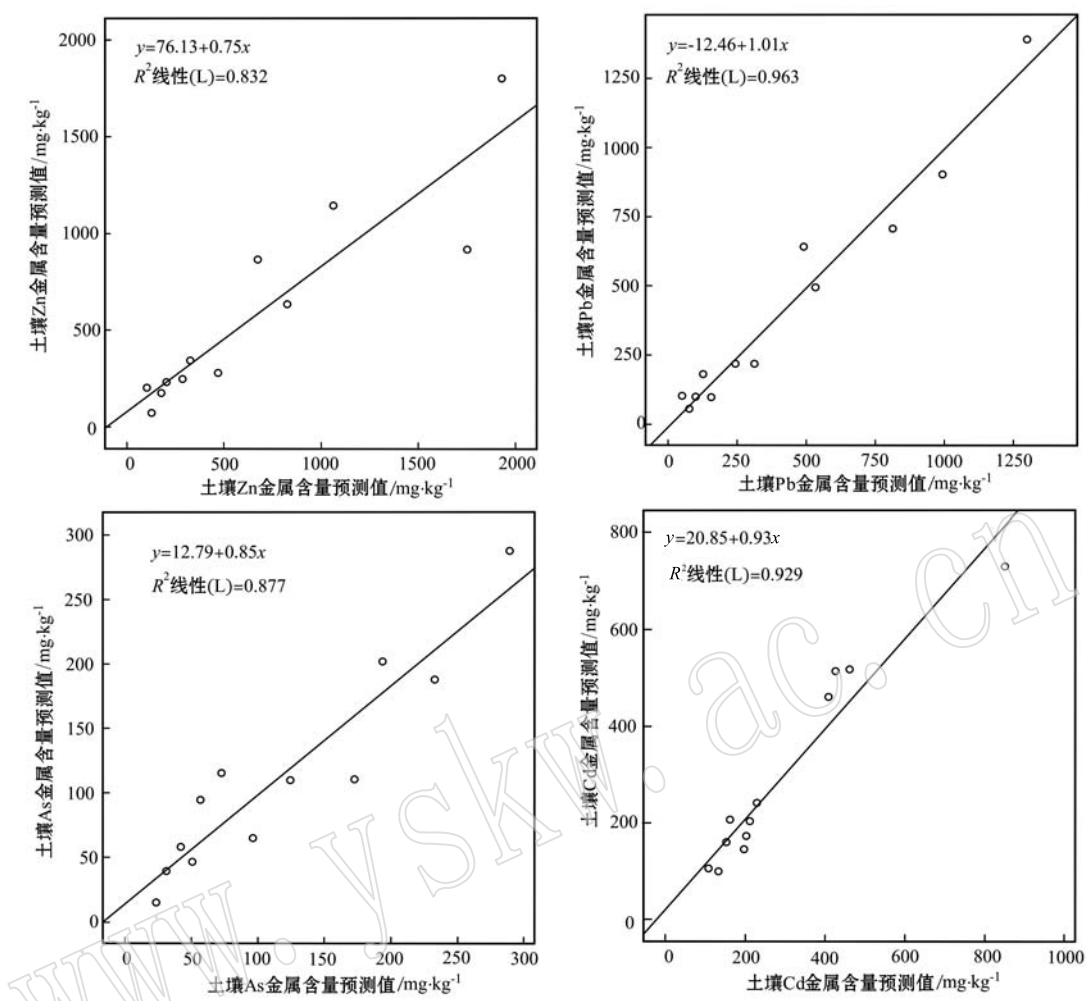 y=76.13+0.75x
R²线性(L)=0.832
土壤Zn金属含量预测值/mg·kg⁻¹
2000
1500
1000
500
0
0 500 1000 1500 2000
土壤Zn金属含量预测值/mg·kg⁻¹
y=-12.46+1.01x
R²线性(L)=0.963
土壤Pb金属含量预测值/mg·kg⁻¹
1250
1000
750
500
250
0
0 250 500 750 1000 1250
土壤Pb金属含量预测值/mg·kg⁻¹
y=12.79+0.85x
R²线性(L)=0.877
土壤As金属含量预测值/mg·kg⁻¹
300
250
200
150
100
50
0
0 50 100 150 200 250 300
土壤As金属含量预测值/mg·kg⁻¹
y=20.85+0.93x
R²线性(L)=0.929
土壤Cd金属含量预测值/mg·kg⁻¹
800
600
400
200
0
0 200 400 600 800 1000
土壤Cd金属含量预测值/mg·kg⁻¹
www.yskw.ac.cn